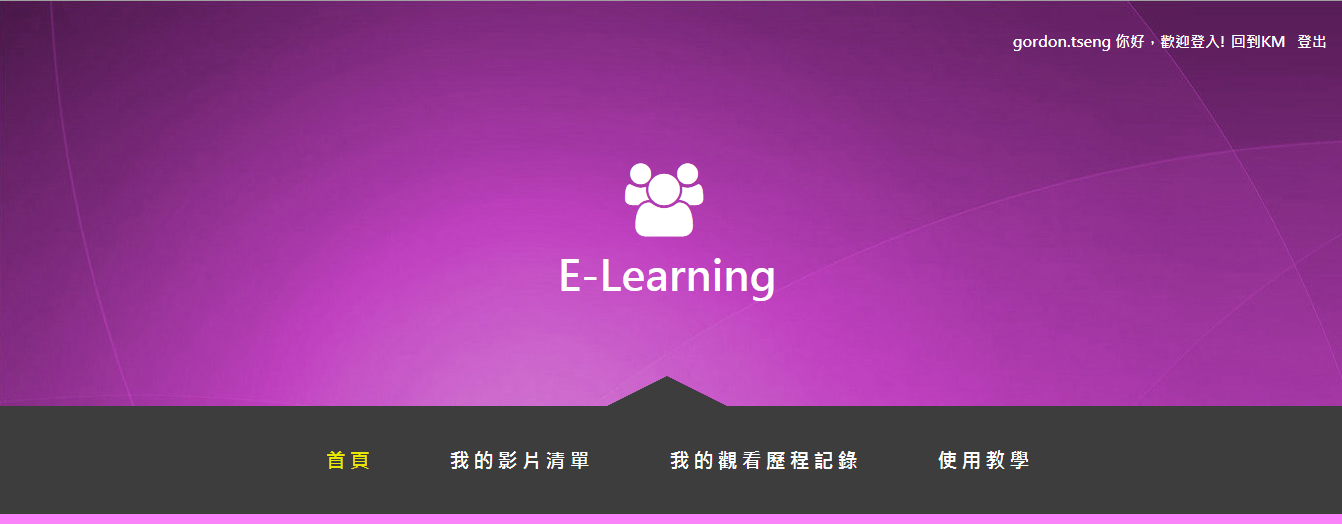 gordon.tseng 你好，歡迎登入! 回到KM 登出
E-Learning
首頁 我的影片清單 我的觀看歷程記錄 使用教學